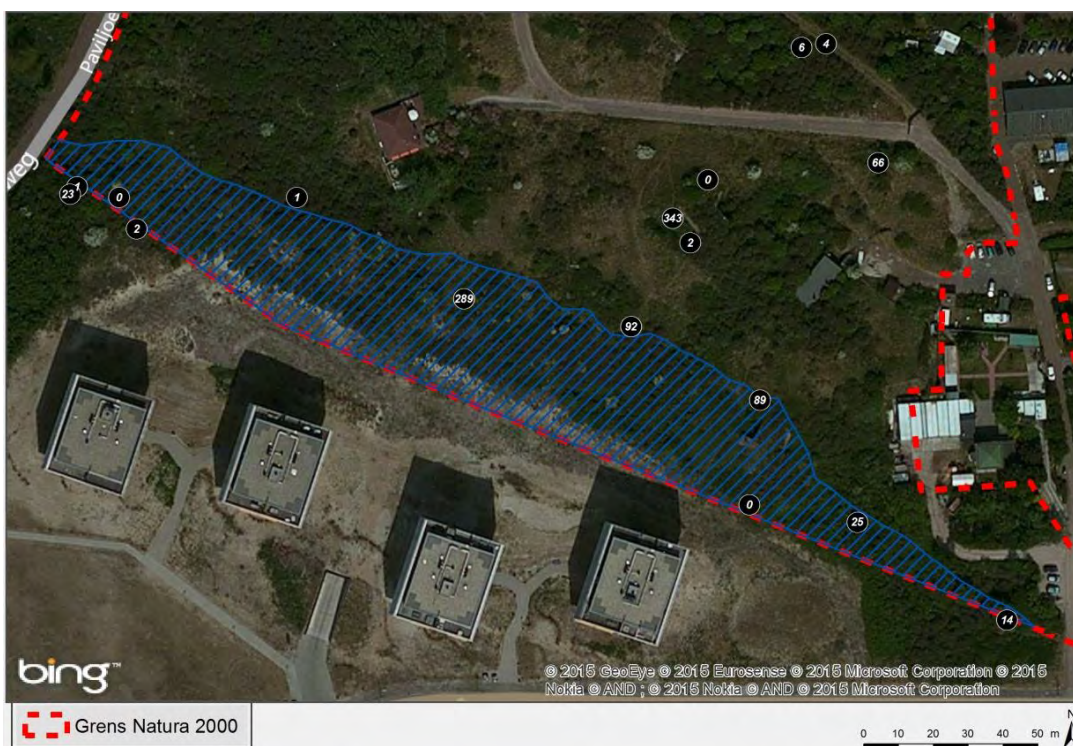 Paviljoe
weg
6
4
66
0
343
2
1
4
23
0
2
289
92
89
0
25
14
bing™
© 2015 GeoEye © 2015 Eurosense © 2015 Microsoft Corporation © 2015
Nokia © AND ; © 2015 Nokia © AND © 2015 Microsoft Corporation
Grens Natura 2000
0 10 20 30 40 50 m
N